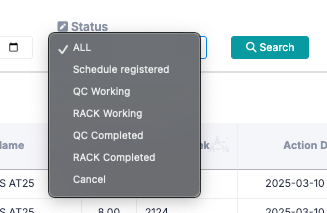 Status
ALL
Search
Schedule registered
QC Working
RACK Working
QC Completed
RACK Completed
Cancel
Action D
S AT25 2025-03-10
S AT25 8.00 2124 2025-03-10